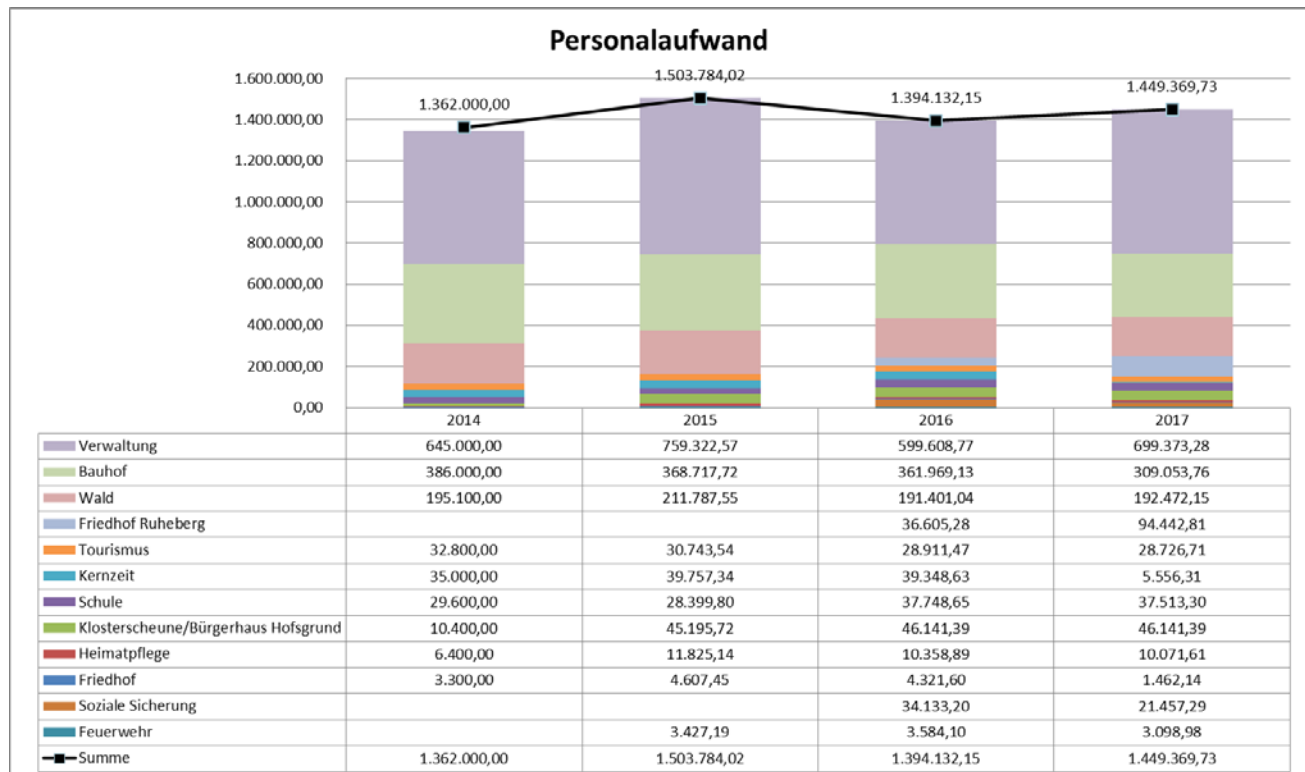 Personalaufwand
1.600.000,00
1.400.000,00
1.200.000,00
1.000.000,00
800.000,00
600.000,00
400.000,00
200.000,00
0,00
1.362.000,00
1.503.784,02
1.394.132,15
1.449.369,73
2014 2015 2016 2017
Verwaltung 645.000,00 759.322,57 599.608,77 699.373,28
Bauhof 386.000,00 368.717,72 361.969,13 309.053,76
Wald 195.100,00 211.787,55 191.401,04 192.472,15
Friedhof Ruheberg 36.605,28 94.442,81
Tourismus 32.800,00 30.743,54 28.911,47 28.726,71
Kernzeit 35.000,00 39.757,34 39.348,63 5.556,31
Schule 29.600,00 28.399,80 37.748,65 37.513,30
Klosterscheune/Bürgerhaus Hofsgrund 10.400,00 45.195,72 46.141,39 46.141,39
Heimatpflege 6.400,00 11.825,14 10.358,89 10.071,61
Friedhof 3.300,00 4.607,45 4.321,60 1.462,14
Soziale Sicherung 34.133,20 21.457,29
Feuerwehr 3.427,19 3.584,10 3.098,98
Summe 1.362.000,00 1.503.784,02 1.394.132,15 1.449.369,73